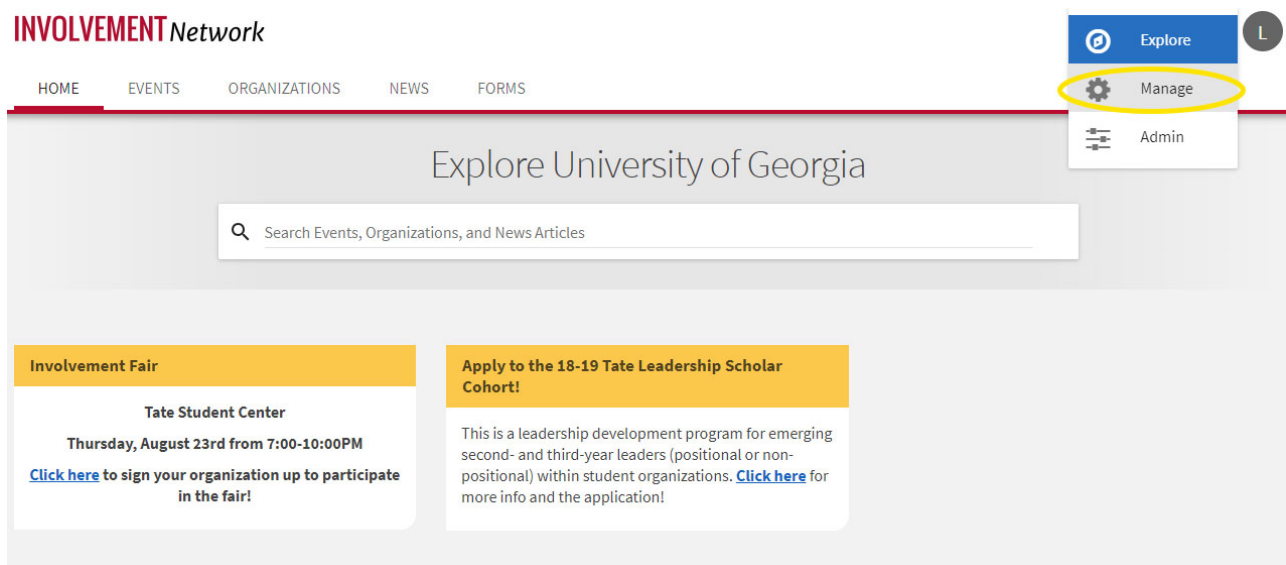 INVOLVEMENT Network
Explore
L
Manage
Admin
HOME EVENTS ORGANIZATIONS NEWS FORMS
Explore University of Georgia
Search Events, Organizations, and News Articles
Involvement Fair
Tate Student Center
Thursday, August 23rd from 7:00-10:00PM
Click here to sign your organization up to participate
in the fair!
Apply to the 18-19 Tate Leadership Scholar
Cohort!
This is a leadership development program for emerging
second- and third-year leaders (positional or non-
positional) within student organizations. Click here for
more info and the application!